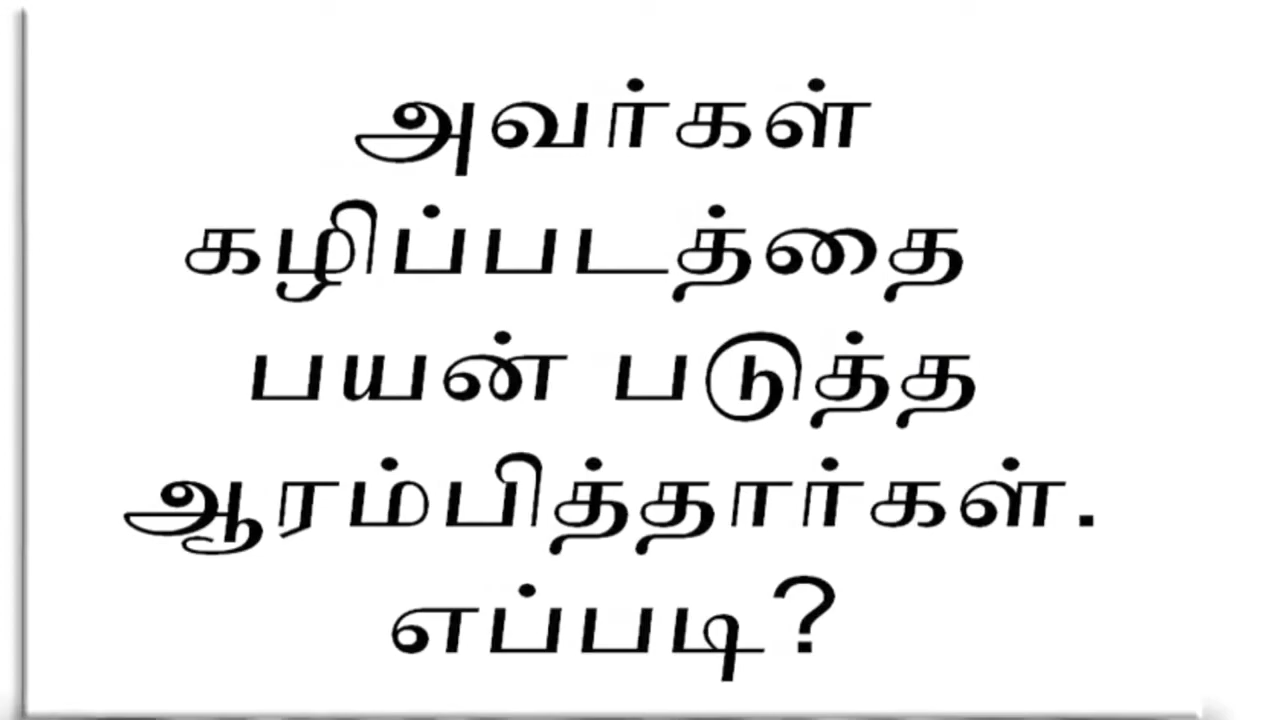 அவர்கள்
கழிப்படத்தை
பயன் படுத்த
ஆரம்பித்தார்கள்.
எப்படி?